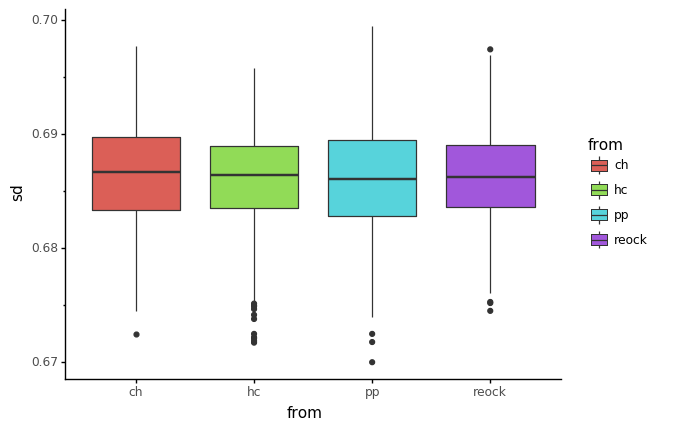 0.70
0.69
0.68
0.67
sd
ch
hc
pp
reock
from
from
ch
hc
pp
reock